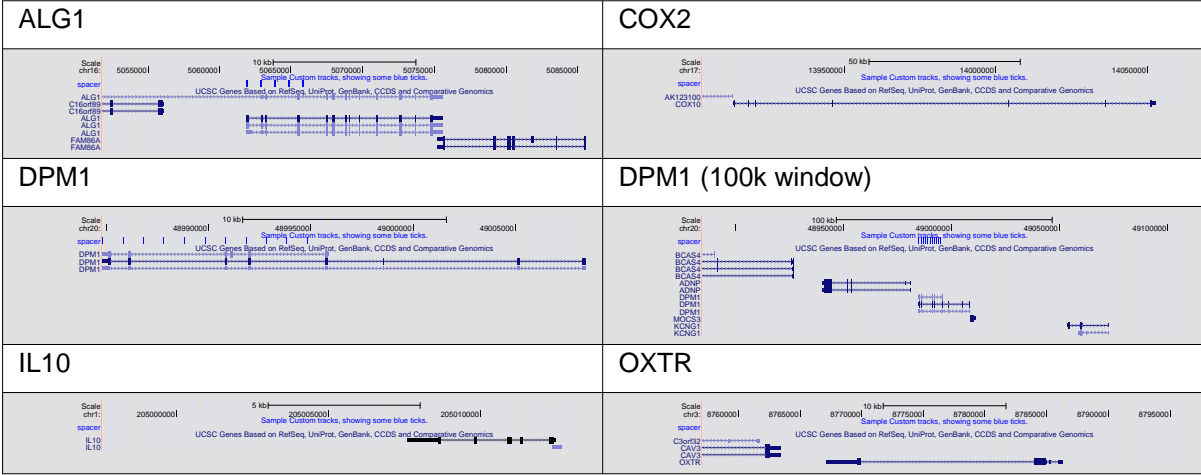 ALG1
Scale 10 kb
chr16: 5055000 5060000 5065000 5070000 5075000 5080000 5085000
Sample Custom tracks, showing some blue ticks.
spacer
UCSC Genes Based on RefSeq, UniProt, GenBank, CCDS and Comparative Genomics
ALG1
C16orf89
C16orf89
ALG1
ALG1
ALG1
FAM86A
FAM86A
COX2
Scale 50 kb
chr17: 13950000 14000000 14050000
Sample Custom tracks, showing some blue ticks.
spacer
UCSC Genes Based on RefSeq, UniProt, GenBank, CCDS and Comparative Genomics
AK123100
COX10
DPM1
Scale 10 kb
chr20: 48990000 48995000 49000000 49005000
Sample Custom tracks, showing some blue ticks.
spacer
UCSC Genes Based on RefSeq, UniProt, GenBank, CCDS and Comparative Genomics
DPM1
DPM1
DPM1
DPM1 (100k window)
Scale 100 kb
chr20: 48950000 49000000 49050000 49100000
Sample Custom tracks, showing some blue ticks.
spacer
UCSC Genes Based on RefSeq, UniProt, GenBank, CCDS and Comparative Genomics
BCAS4
BCAS4
BCAS4
BCAS4
ADNP
ADNP
DPM1
DPM1
DPM1
MOCS3
KCNG1
KCNG1
IL10
Scale 5 kb
chr1: 205000000 205005000 205010000
Sample Custom tracks, showing some blue ticks.
spacer
UCSC Genes Based on RefSeq, UniProt, GenBank, CCDS and Comparative Genomics
IL10
IL10
OXTR
Scale 10 kb
chr3: 8760000 8765000 8770000 8775000 8780000 8785000 8790000 8795000
Sample Custom tracks, showing some blue ticks.
spacer
UCSC Genes Based on RefSeq, UniProt, GenBank, CCDS and Comparative Genomics
C3orf32
CAV3
CAV3
OXTR